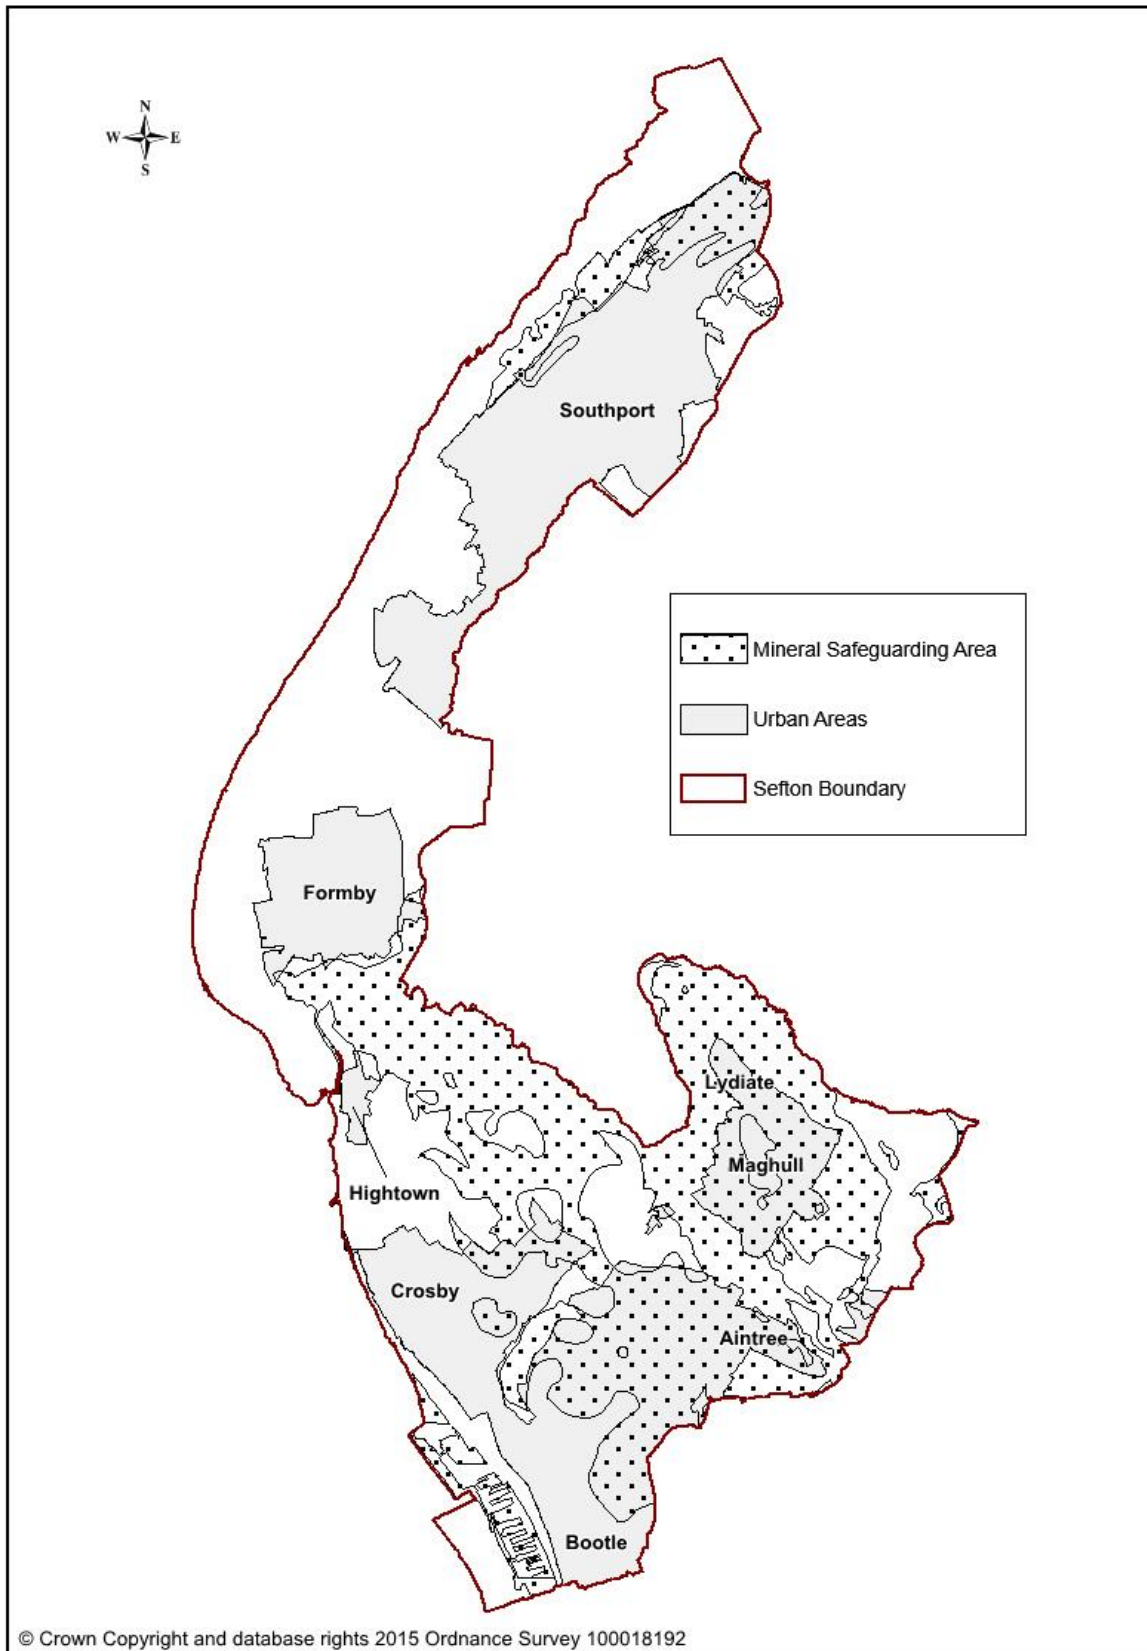 N
W E
S
Southport
Mineral Safeguarding Area
Urban Areas
Sefton Boundary
Formby
Lydiate
Maghull
Hightown
Crosby
Aintree
Bootle
© Crown Copyright and database rights 2015 Ordnance Survey 100018192